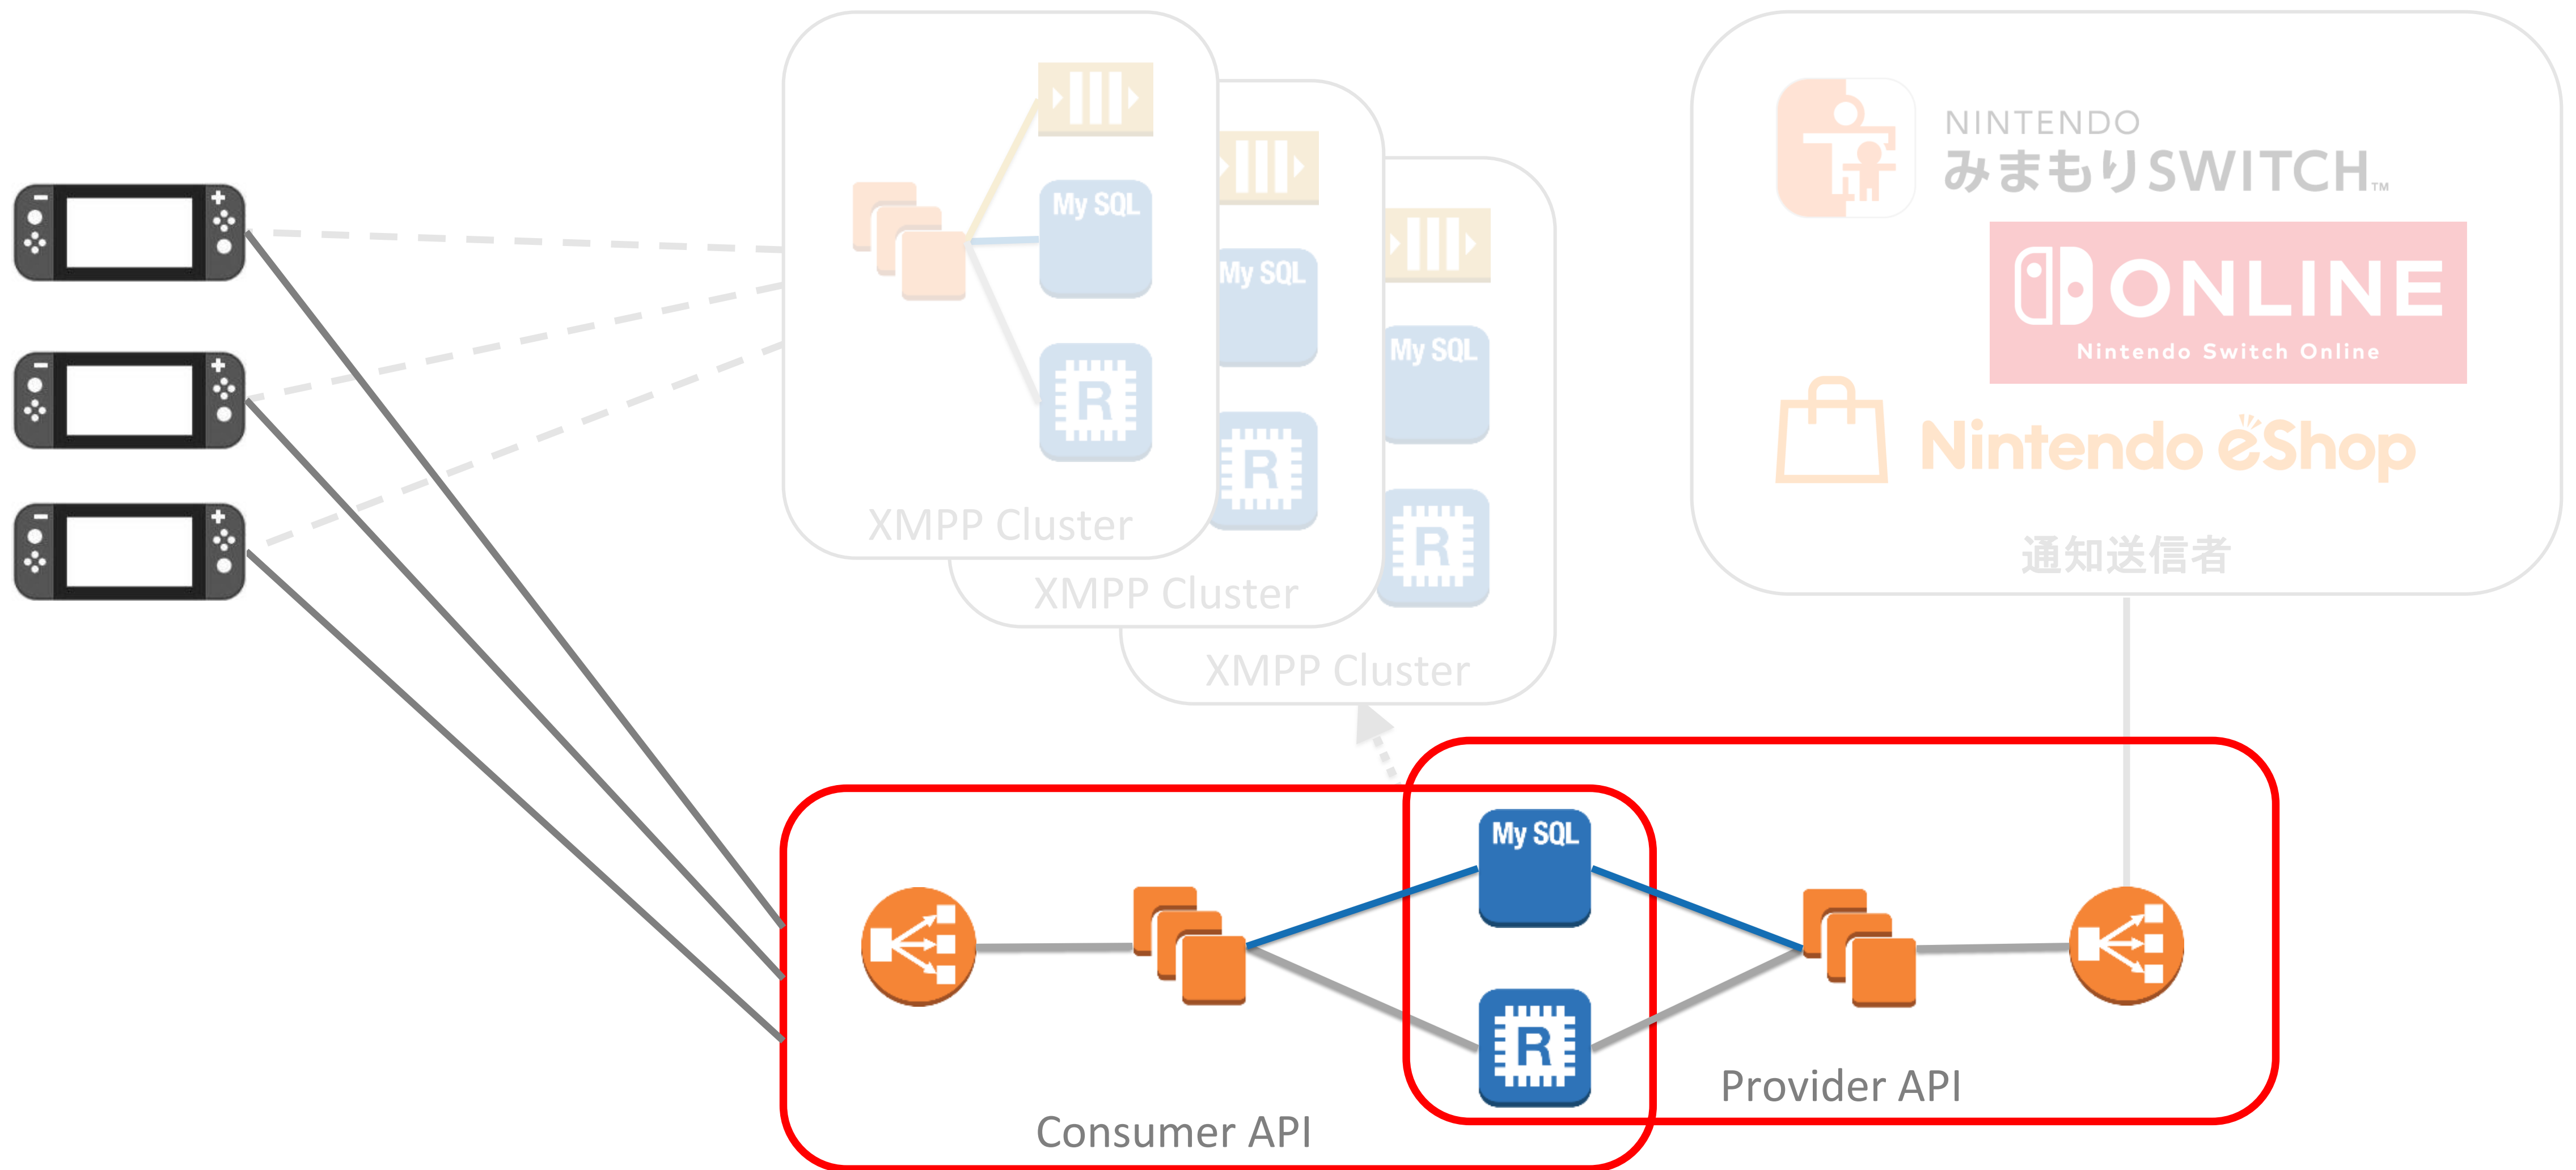 My SQL
R
XMPP Cluster
My SQL
R
XMPP Cluster
My SQL
R
XMPP Cluster
NINTENDO
みまもりSWITCH™
ONLINE
Nintendo Switch Online
Nintendo eShop
通知送信者
My SQL
R
Consumer API
Provider API